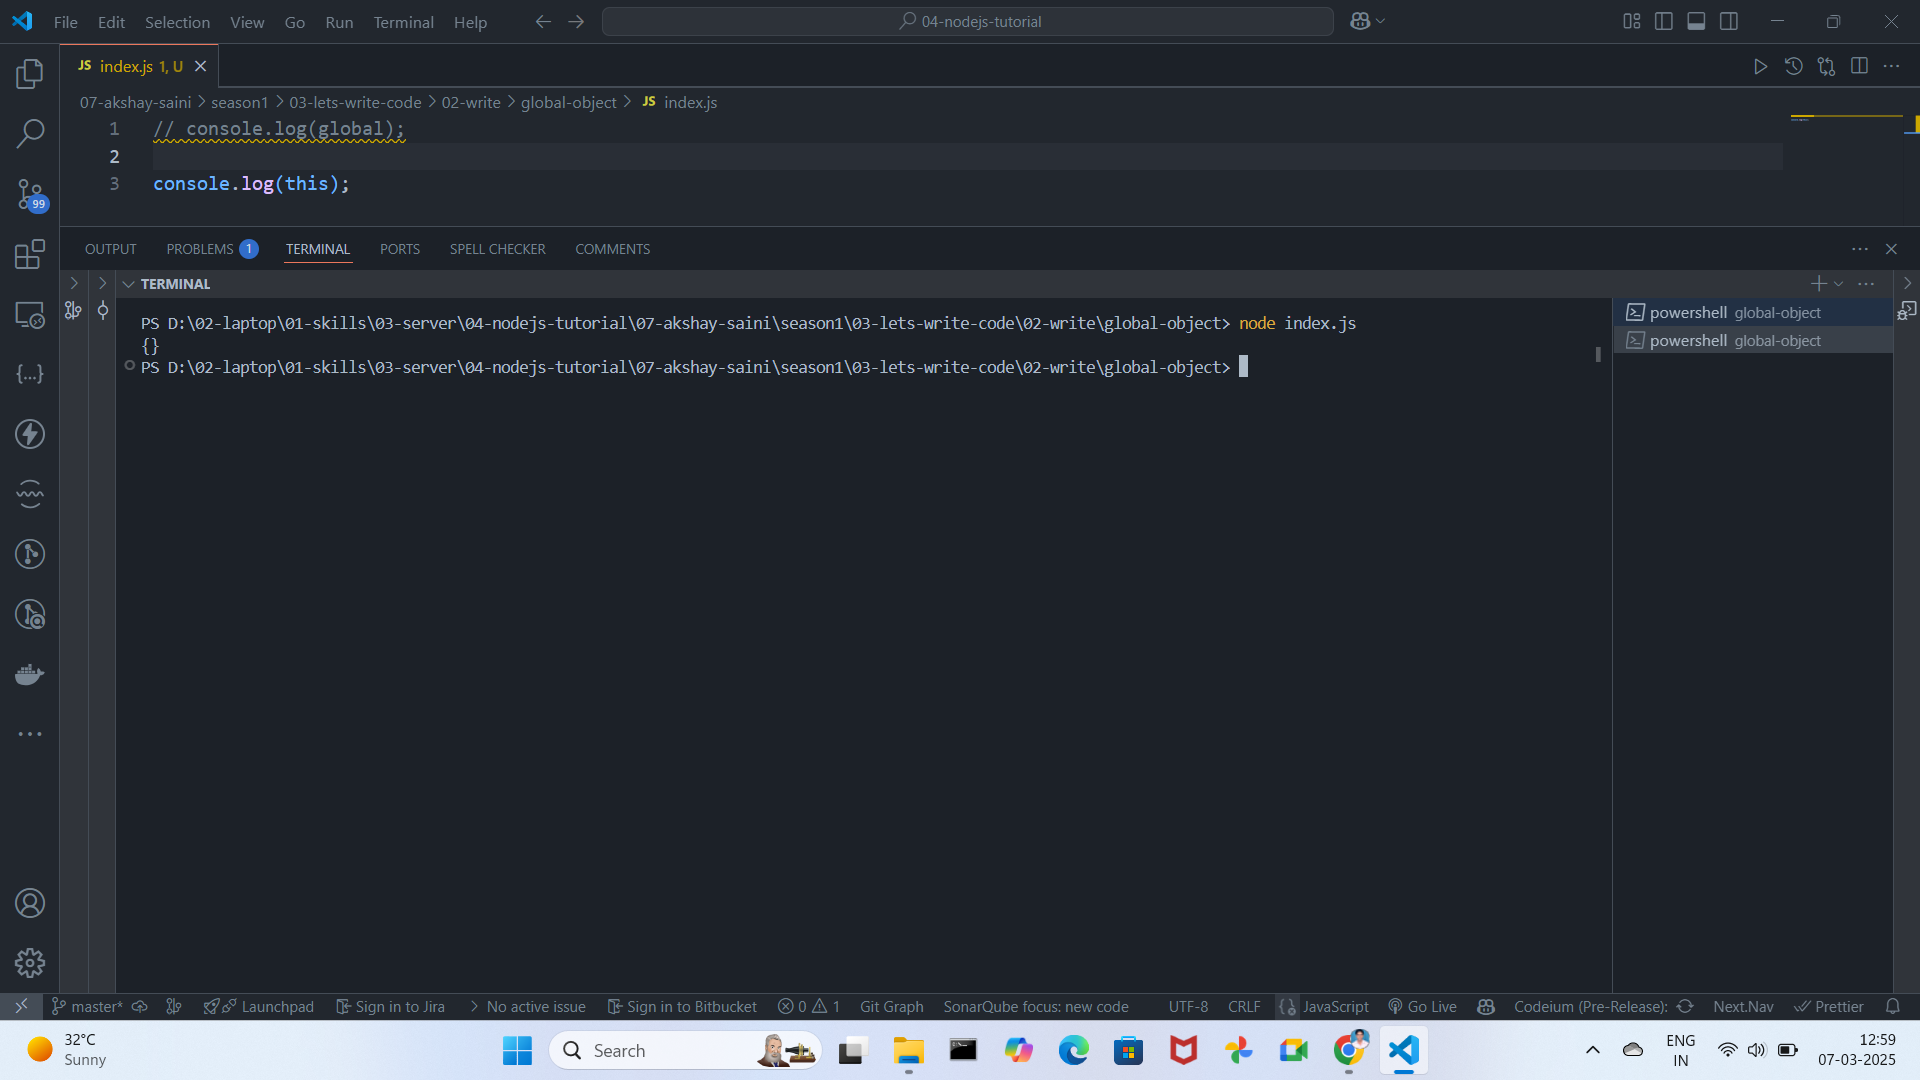 File Edit Selection View Go Run Terminal Help
04-nodejs-tutorial
JS index.js 1, U
07-akshay-saini > season1 > 03-lets-write-code > 02-write > global-object > JS index.js
1 // console.log(global);
2
3 console.log(this);
OUTPUT PROBLEMS 1 TERMINAL PORTS SPELL CHECKER COMMENTS
TERMINAL
PS D:\02-laptop\01-skills\03-server\04-nodejs-tutorial\07-akshay-saini\season1\03-lets-write-code\02-write\global-object> node index.js
{}
PS D:\02-laptop\01-skills\03-server\04-nodejs-tutorial\07-akshay-saini\season1\03-lets-write-code\02-write\global-object>
powershell global-object
powershell global-object
99
master* Launchpad Sign in to Jira > No active issue Sign in to Bitbucket 0 1 Git Graph SonarQube focus: new code UTF-8 CRLF JavaScript Go Live Codeium (Pre-Release): Next.Nav Prettier
32°C
Sunny
Search
ENG
IN
12:59
07-03-2025